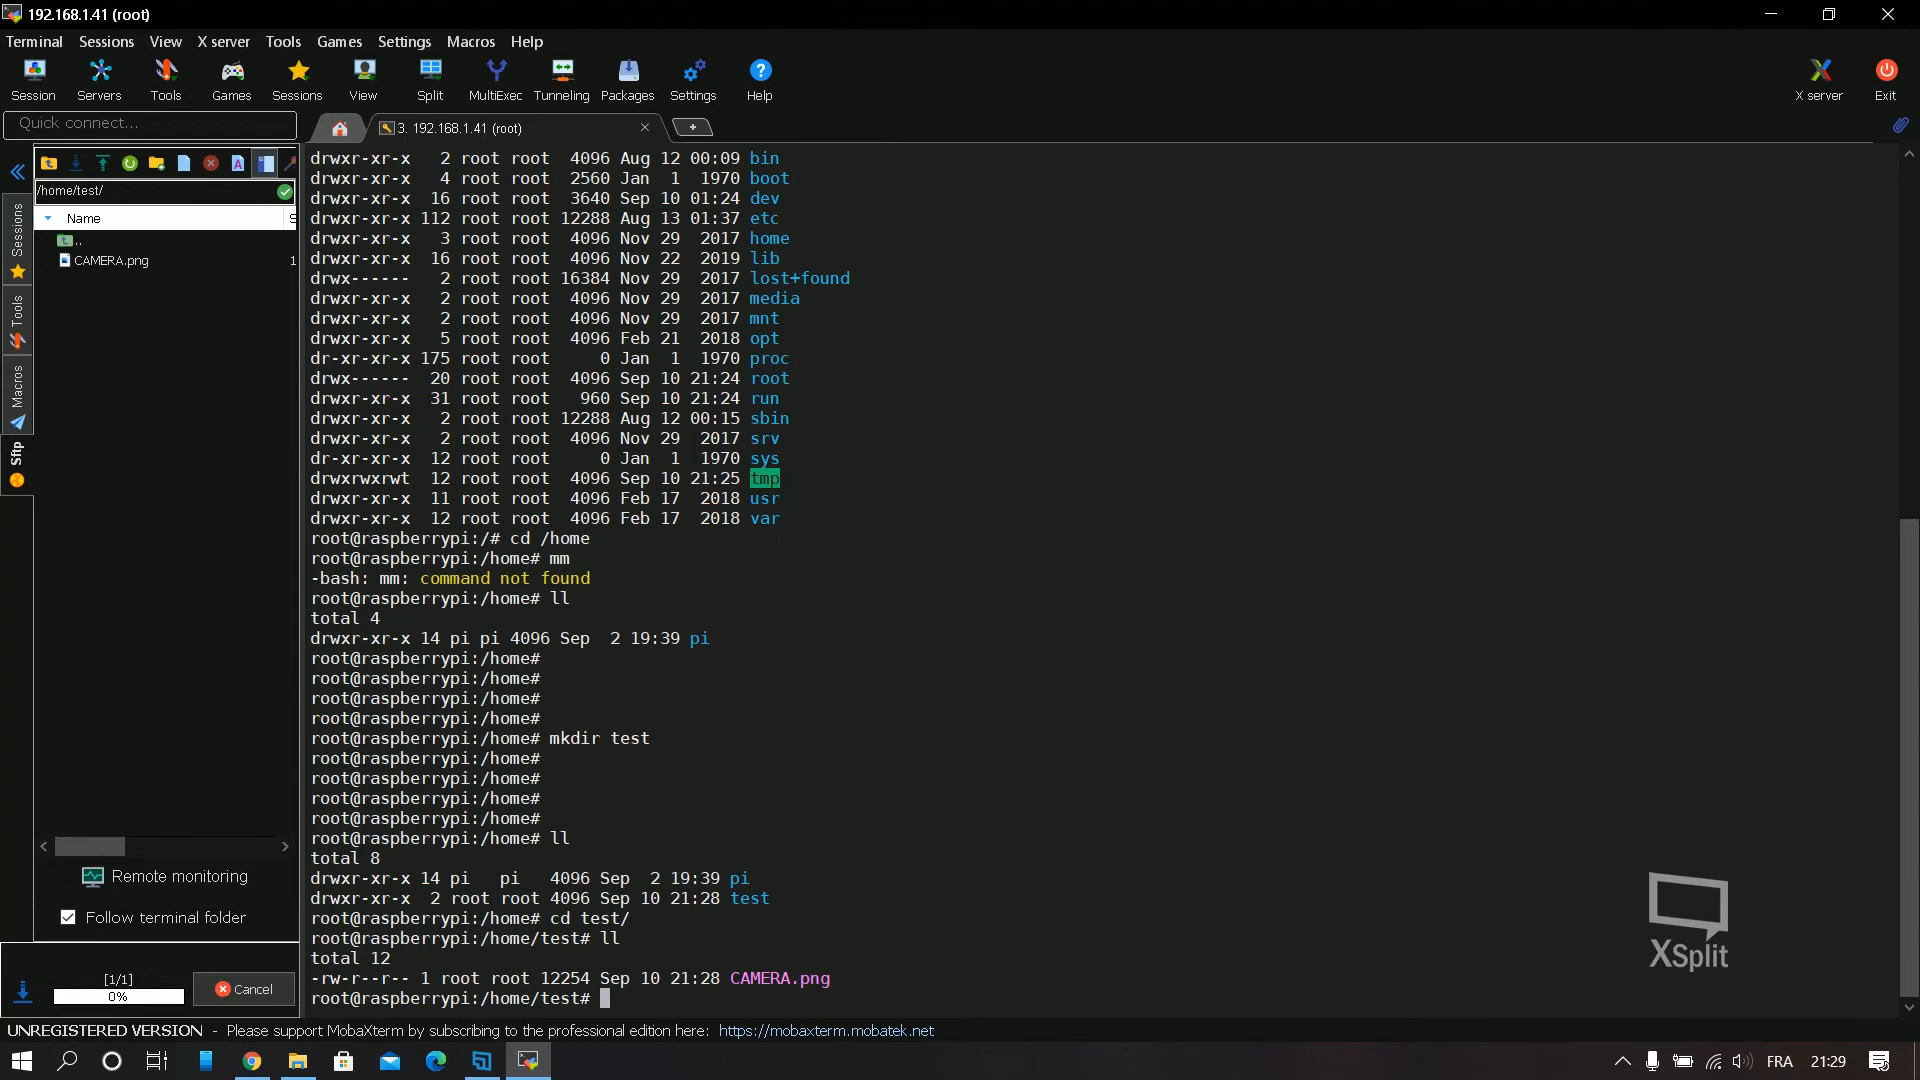 192.168.1.41 (root)
Terminal Sessions View X server Tools Games Settings Macros Help
Session Servers Tools Games Sessions View Split MultiExec Tunneling Packages Settings Help X server Exit
Quick connect...
3. 192.168.1.41 (root)
/home/test/
Name S
..
CAMERA.png 1
Sessions
Tools
Macros
Sftp
drwxr-xr-x   2 root root  4096 Aug 12 00:09 bin
drwxr-xr-x   4 root root  2560 Jan  1  1970 boot
drwxr-xr-x  16 root root  3640 Sep 10 01:24 dev
drwxr-xr-x 112 root root 12288 Aug 13 01:37 etc
drwxr-xr-x   3 root root  4096 Nov 29  2017 home
drwxr-xr-x  16 root root  4096 Nov 22  2019 lib
drwx------   2 root root 16384 Nov 29  2017 lost+found
drwxr-xr-x   2 root root  4096 Nov 29  2017 media
drwxr-xr-x   2 root root  4096 Nov 29  2017 mnt
drwxr-xr-x   5 root root  4096 Feb 21  2018 opt
dr-xr-xr-x 175 root root     0 Jan  1  1970 proc
drwx------  20 root root  4096 Sep 10 21:24 root
drwxr-xr-x  31 root root   960 Sep 10 21:24 run
drwxr-xr-x   2 root root 12288 Aug 12 00:15 sbin
drwxr-xr-x   2 root root  4096 Nov 29  2017 srv
dr-xr-xr-x  12 root root     0 Jan  1  1970 sys
drwxrwxrwt  12 root root  4096 Sep 10 21:25 tmp
drwxr-xr-x  11 root root  4096 Feb 17  2018 usr
drwxr-xr-x  12 root root  4096 Feb 17  2018 var
root@raspberrypi:/# cd /home
root@raspberrypi:/home# mm
-bash: mm: command not found
root@raspberrypi:/home# ll
total 4
drwxr-xr-x 14 pi pi 4096 Sep  2 19:39 pi
root@raspberrypi:/home#
root@raspberrypi:/home#
root@raspberrypi:/home#
root@raspberrypi:/home#
root@raspberrypi:/home# mkdir test
root@raspberrypi:/home#
root@raspberrypi:/home#
root@raspberrypi:/home#
root@raspberrypi:/home#
root@raspberrypi:/home# ll
total 8
drwxr-xr-x 14 pi   pi   4096 Sep  2 19:39 pi
drwxr-xr-x  2 root root 4096 Sep 10 21:28 test
root@raspberrypi:/home# cd test/
root@raspberrypi:/home/test# ll
total 12
-rw-r--r-- 1 root root 12254 Sep 10 21:28 CAMERA.png
root@raspberrypi:/home/test#
Remote monitoring
Follow terminal folder
[1/1]
0%
Cancel
XSplit
UNREGISTERED VERSION - Please support MobaXterm by subscribing to the professional edition here: https://mobaxterm.mobatek.net
FRA 21:29